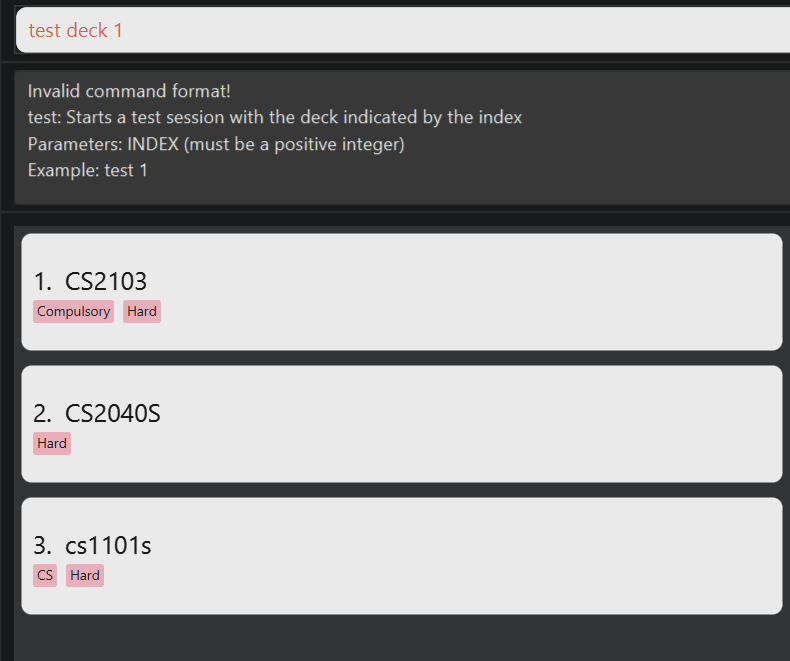 test deck 1
Invalid command format!
test: Starts a test session with the deck indicated by the index
Parameters: INDEX (must be a positive integer)
Example: test 1
1. CS2103
Compulsory Hard
2. CS2040S
Hard
3. cs1101s
CS Hard